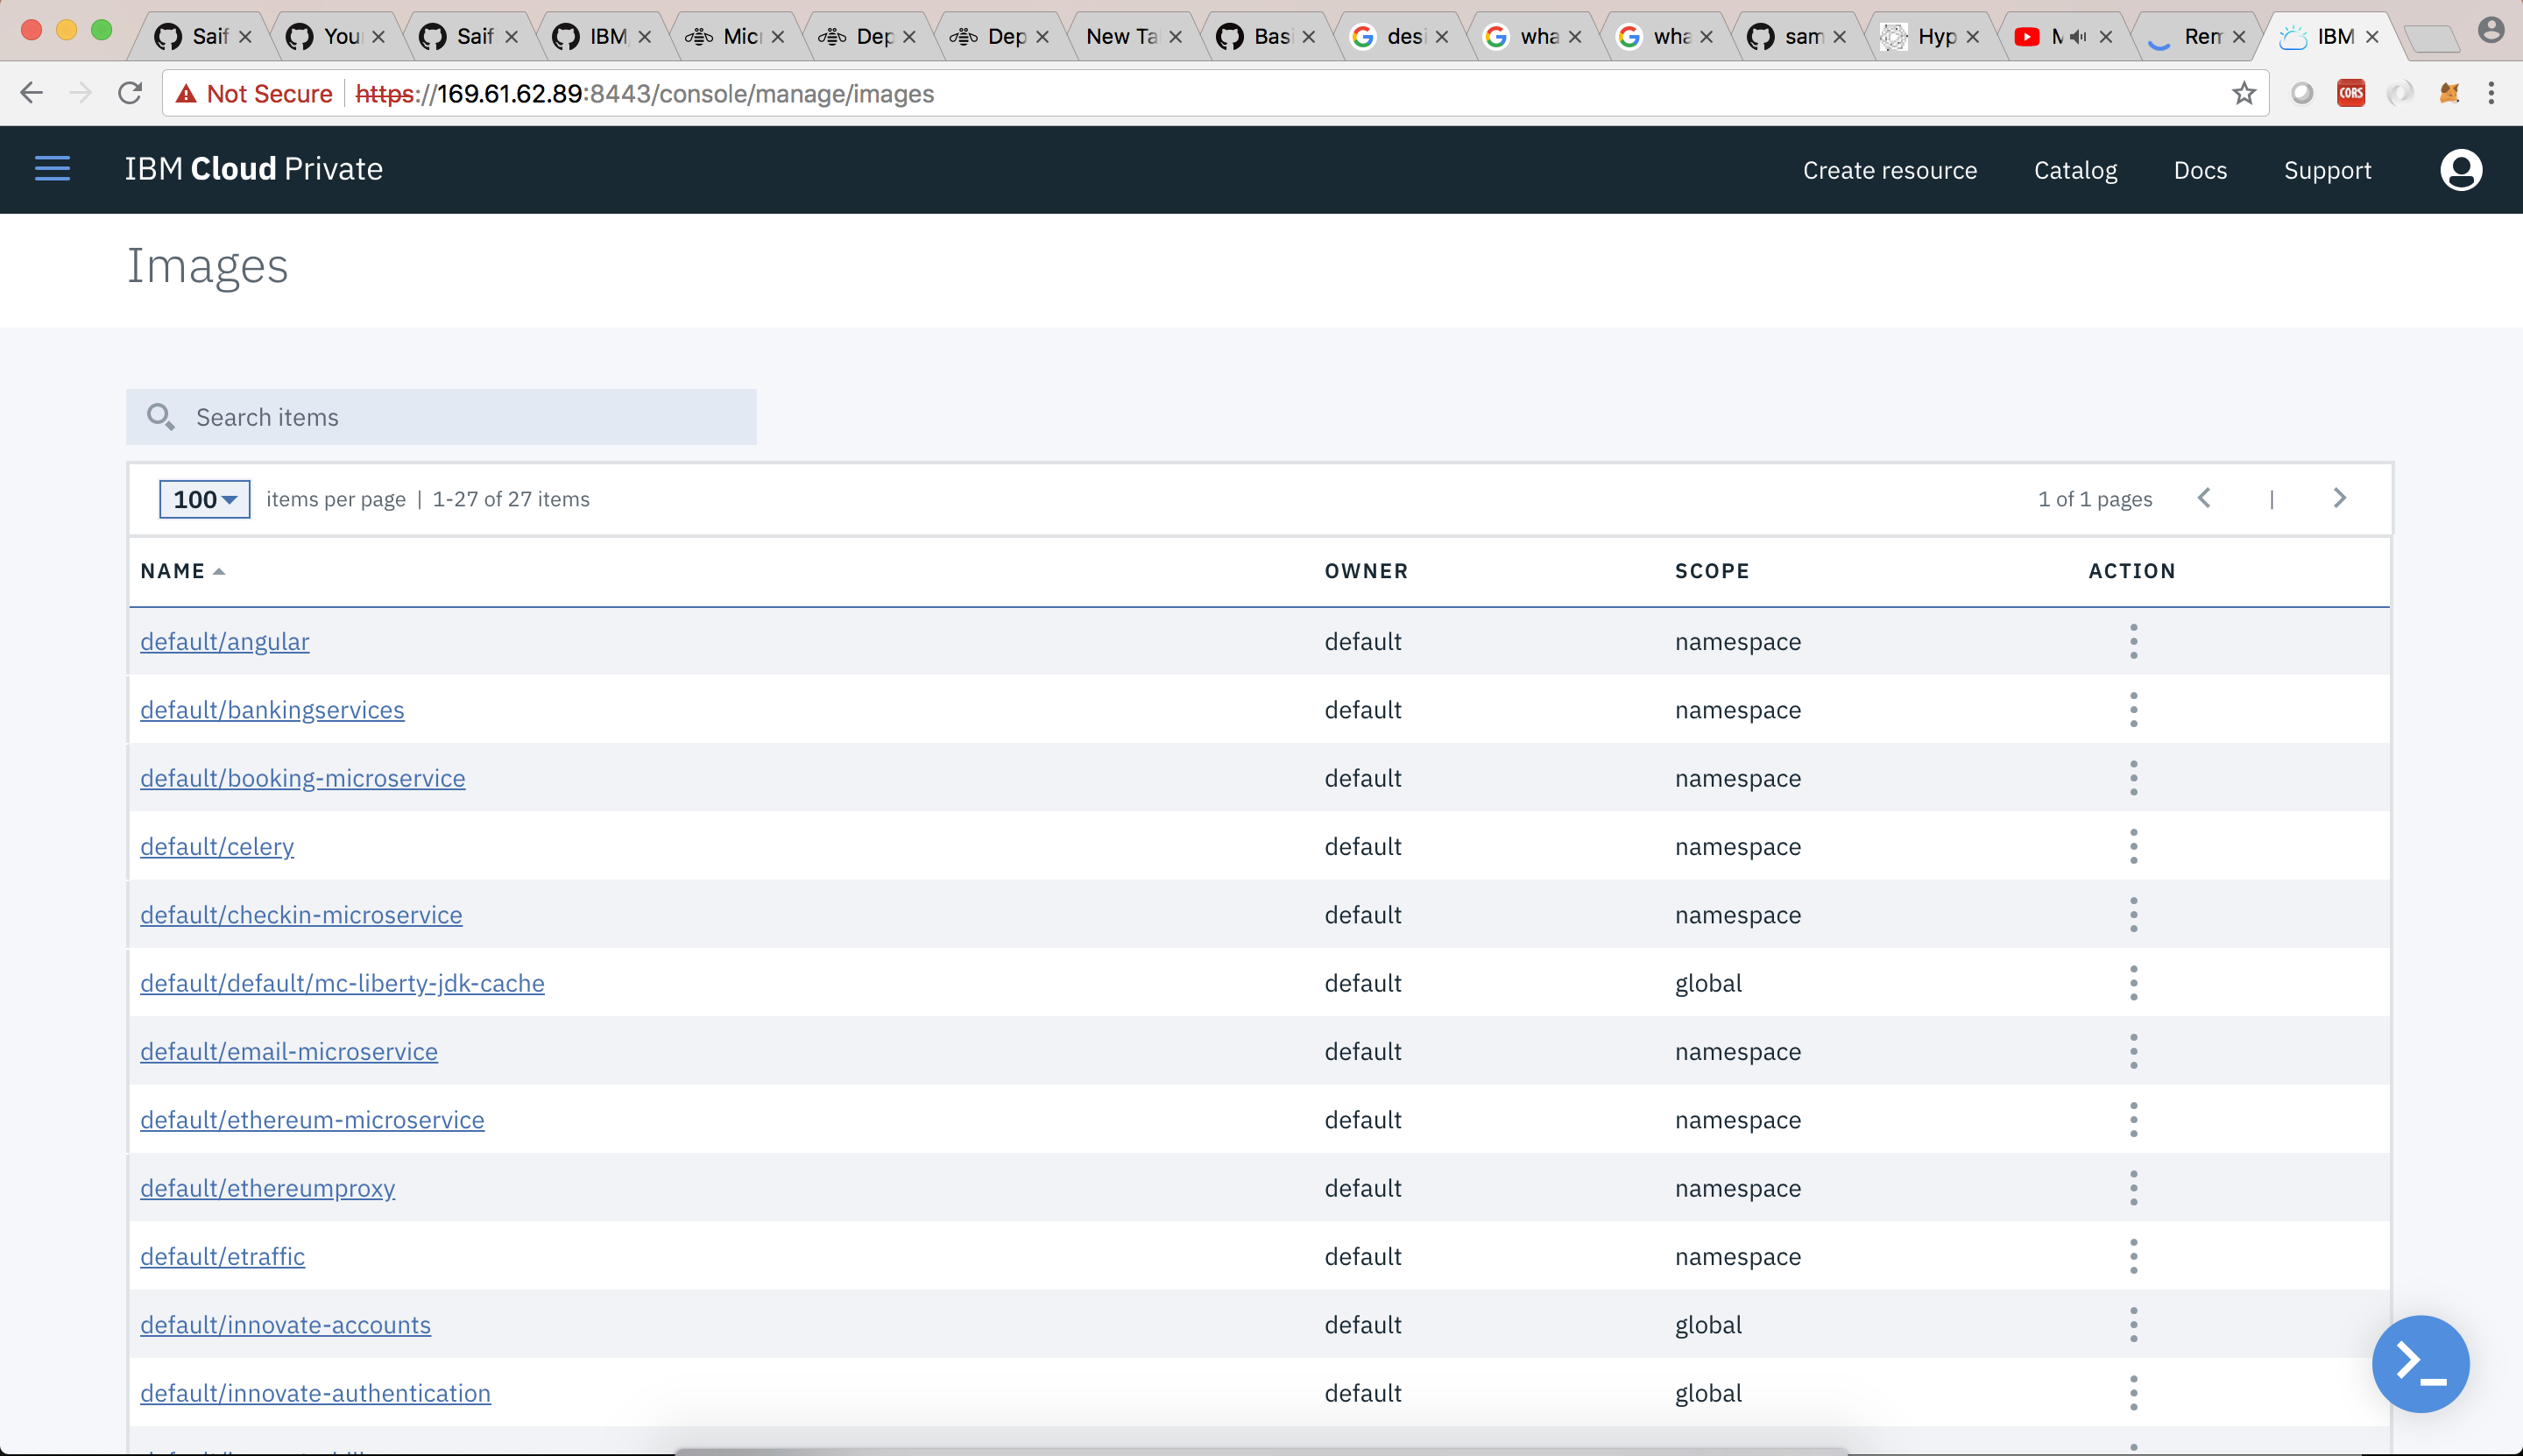 Saif You Saif IBM Mic Dep Dep New Ta Basi desi wha wha sam Hyp M Rem IBM
Not Secure https://169.61.62.89:8443/console/manage/images CORS
IBM Cloud Private Create resource Catalog Docs Support
Images
Search items
100 items per page | 1-27 of 27 items 1 of 1 pages |
NAME OWNER SCOPE ACTION
default/angular default namespace
default/bankingservices default namespace
default/booking-microservice default namespace
default/celery default namespace
default/checkin-microservice default namespace
default/default/mc-liberty-jdk-cache default global
default/email-microservice default namespace
default/ethereum-microservice default namespace
default/ethereumproxy default namespace
default/etraffic default namespace
default/innovate-accounts default global
default/innovate-authentication default global